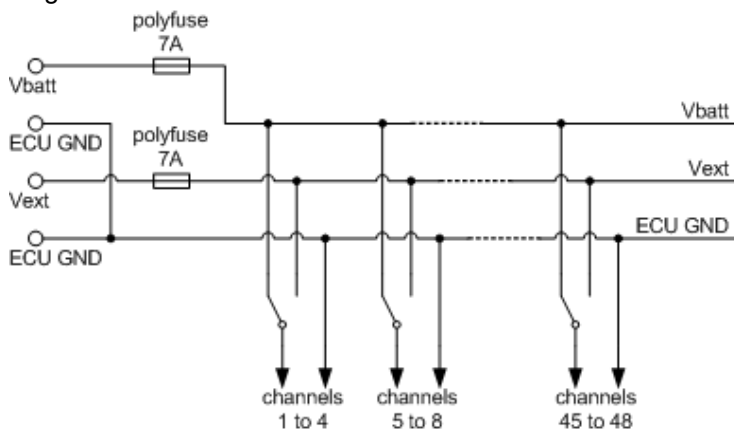 polyfuse
7A
Vbatt
ECU GND
polyfuse
7A
Vext
ECU GND
Vbatt
Vext
ECU GND
channels
1 to 4
channels
5 to 8
channels
45 to 48